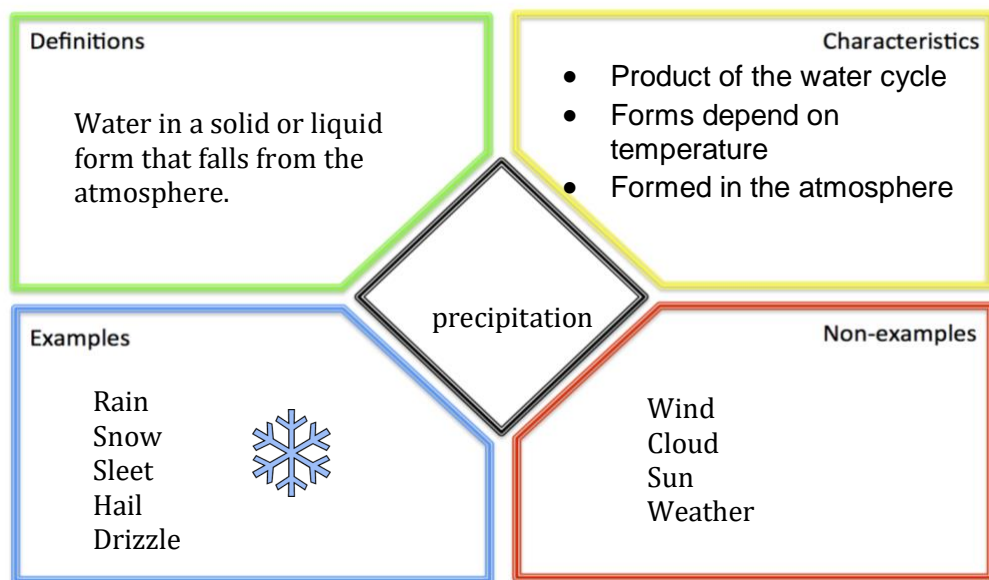 Definitions
Water in a solid or liquid
form that falls from the
atmosphere.
Characteristics
• Product of the water cycle
• Forms depend on
temperature
• Formed in the atmosphere
precipitation
Examples
Rain
Snow
Sleet
Hail
Drizzle
Non-examples
Wind
Cloud
Sun
Weather